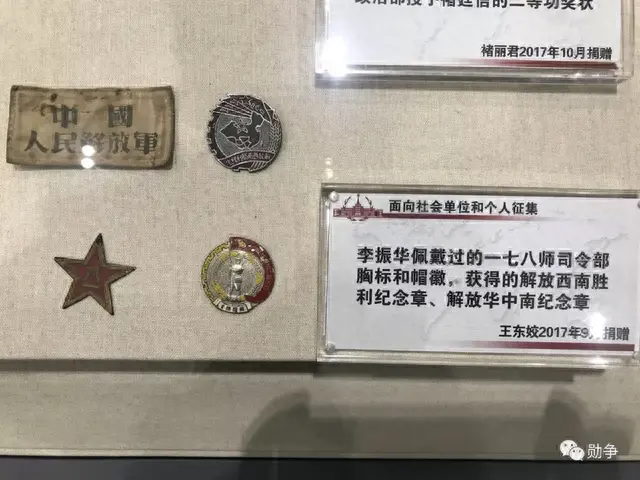 政治部授予褚廷信的二等功奖状
褚丽君2017年10月捐赠
中國
人民解放軍
面向社会单位和个人征集
李振华佩戴过的一七八师司令部
胸标和帽徽，获得的解放西南胜
利纪念章、解放华中南纪念章
王东姣2017年9月捐赠
勋争